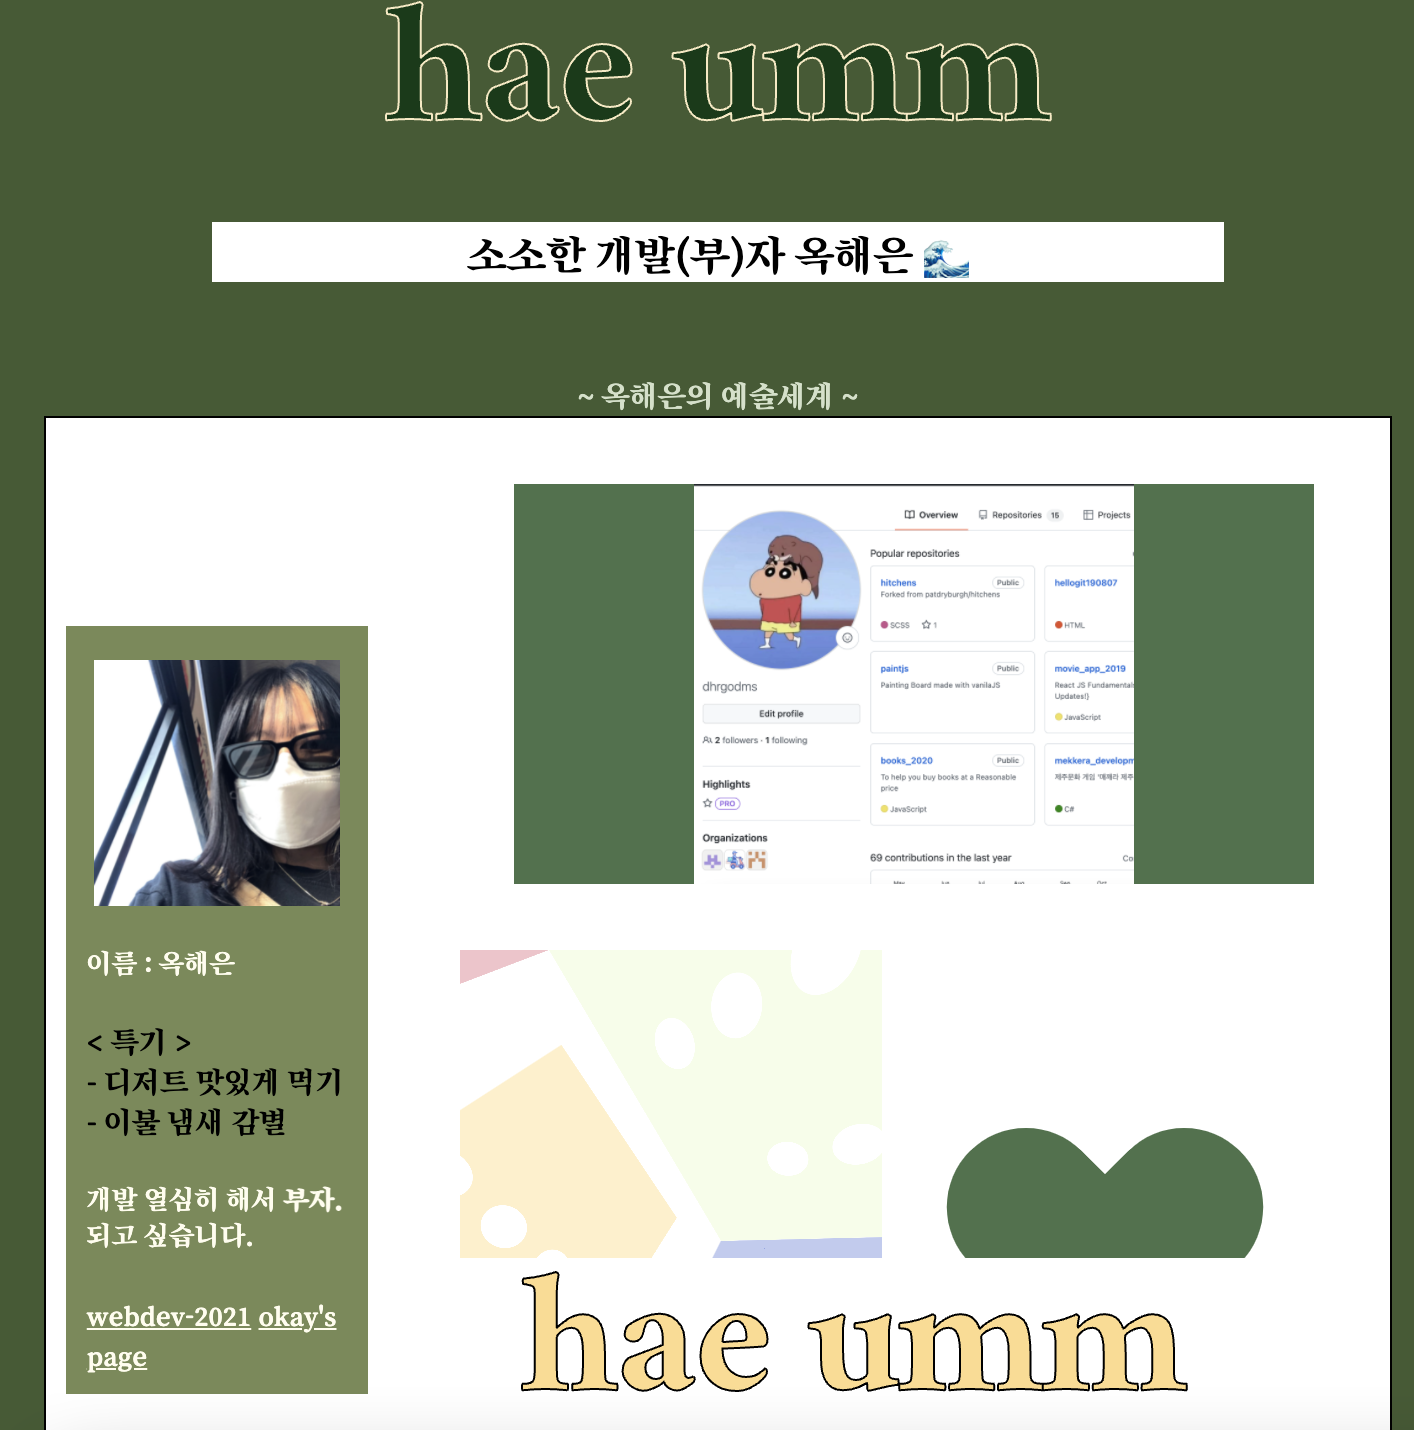 hae umm
소소한 개발(부)자 옥해은 🌊
~ 옥해은의 예술세계 ~
Overview
Repositories 15
Projects
Popular repositories
hitchens Public
Forked from patdryburgh/hitchens
SCSS 1
hellogit190807
HTML
dhrgodms
Edit profile
2 followers · 1 following
paintjs Public
Painting Board made with vanilaJS
movie_app_2019
React JS Fundamentals
Updates!)
JavaScript
Highlights
PRO
Organizations
books_2020 Public
To help you buy books at a Reasonable
price
JavaScript
mekkera_developm
C#
69 contributions in the last year
Co
이름 : 옥해은
< 특기 >
- 디저트 맛있게 먹기
- 이불 냄새 감별
개발 열심히 해서 부자.
되고 싶습니다.
webdev-2021 okay's
page
hae umm